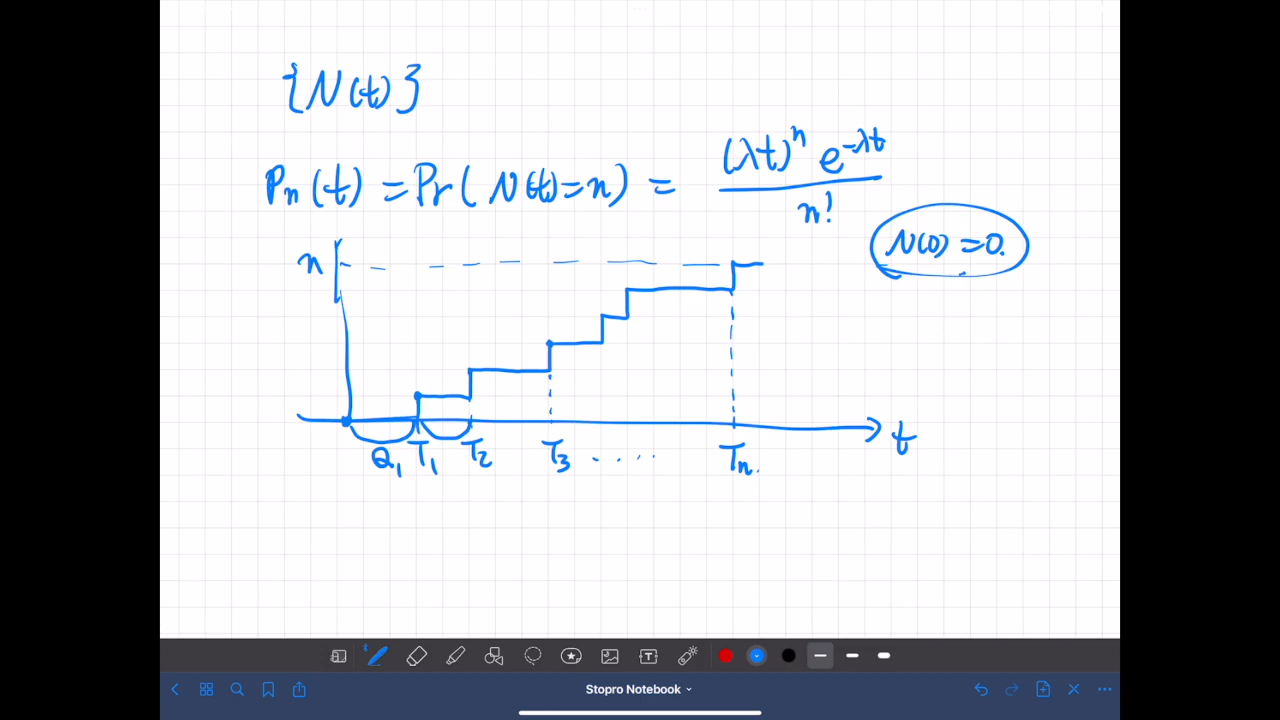 {N(t)}
Pₙ(t) = Pr(N(t)=n) = (λt)ⁿ e^{-λt} / n!
N(0) = 0.
n
t
Q₁ T₁ T₂ T₃ ..... Tₙ.
T
Stopro Notebook